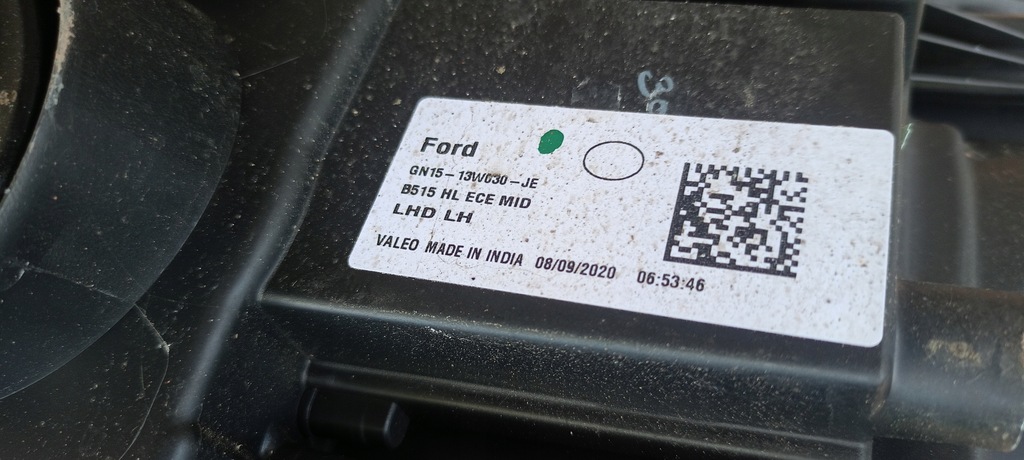 Ford
GN15-13W030-JE
B515 HL ECE MID
LHD LH
VALEO MADE IN INDIA 08/09/2020 06:53:46